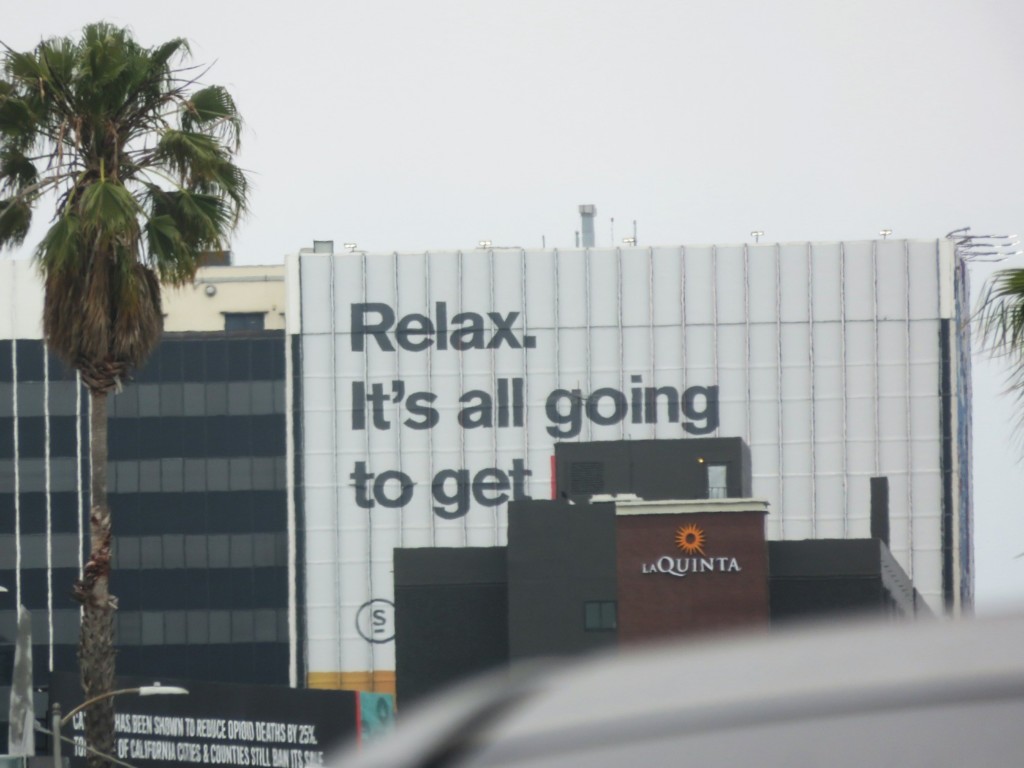 Relax.
It's all going
to get
LAQUINTA
S
HAS BEEN SHOWN TO REDUCE OPIOID DEATHS BY 25%.
OF CALIFORNIA CITIES & COUNTIES STILL BAN ITS SALE